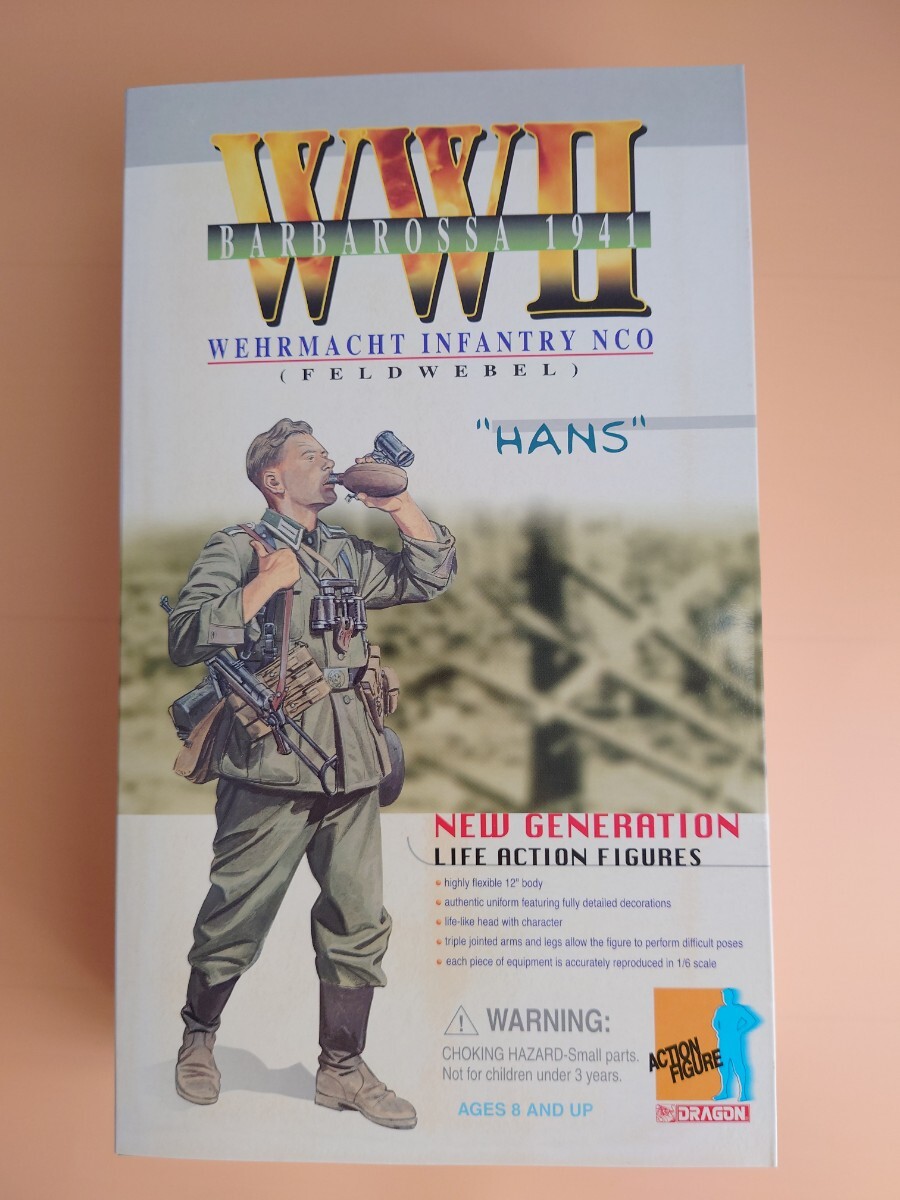 WWII
BARBAROSSA 1941
WEHRMACHT INFANTRY NCO
(FELDWEBEL)
"HANS"
NEW GENERATION
LIFE ACTION FIGURES
highly flexible 12" body
authentic uniform featuring fully detailed decorations
life-like head with character
triple jointed arms and legs allow the figure to perform difficult poses
each piece of equipment is accurately reproduced in 1/6 scale
WARNING:
CHOKING HAZARD-Small parts.
Not for children under 3 years.
AGES 8 AND UP
ACTION
FIGURE
DRAGON